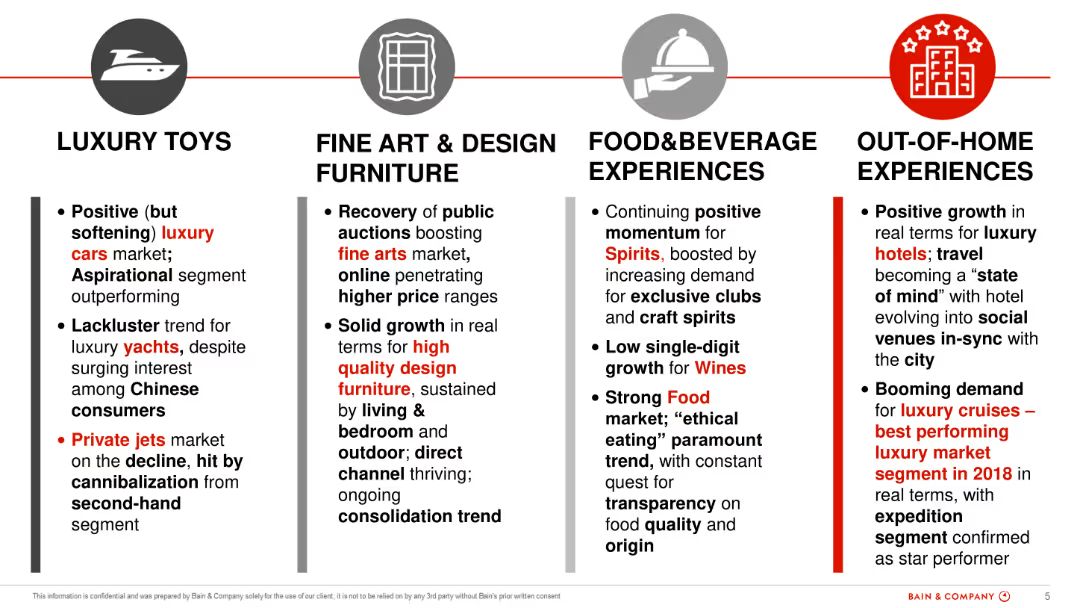 LUXURY TOYS
• Positive (but
softening) luxury
cars market;
Aspirational segment
outperforming
• Lackluster trend for
luxury yachts, despite
surging interest
among Chinese
consumers
• Private jets market
on the decline, hit by
cannibalization from
second-hand
segment
FINE ART & DESIGN
FURNITURE
• Recovery of public
auctions boosting
fine arts market,
online penetrating
higher price ranges
• Solid growth in real
terms for high
quality design
furniture, sustained
by living &
bedroom and
outdoor; direct
channel thriving;
ongoing
consolidation trend
FOOD&BEVERAGE
EXPERIENCES
• Continuing positive
momentum for
Spirits, boosted by
increasing demand
for exclusive clubs
and craft spirits
• Low single-digit
growth for Wines
• Strong Food
market; “ethical
eating” paramount
trend, with constant
quest for
transparency on
food quality and
origin
OUT-OF-HOME
EXPERIENCES
• Positive growth in
real terms for luxury
hotels; travel
becoming a “state
of mind” with hotel
evolving into social
venues in-sync with
the city
• Booming demand
for luxury cruises –
best performing
luxury market
segment in 2018 in
real terms, with
expedition
segment confirmed
as star performer
This information is confidential and was prepared by Bain & Company solely for the use of our client; it is not to be relied on by any 3rd party without Bain's prior written consent
BAIN & COMPANY
5